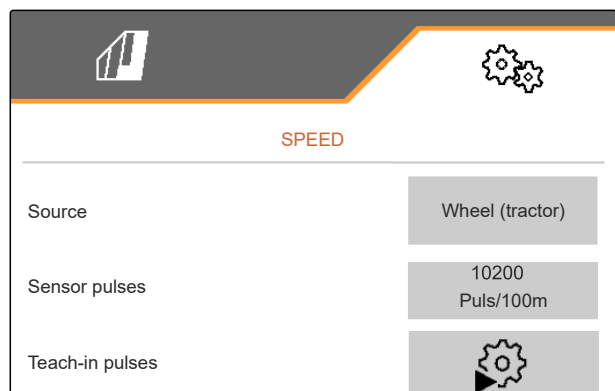 SPEED
Source
Wheel (tractor)
Sensor pulses
10200
Puls/100m
Teach-in pulses